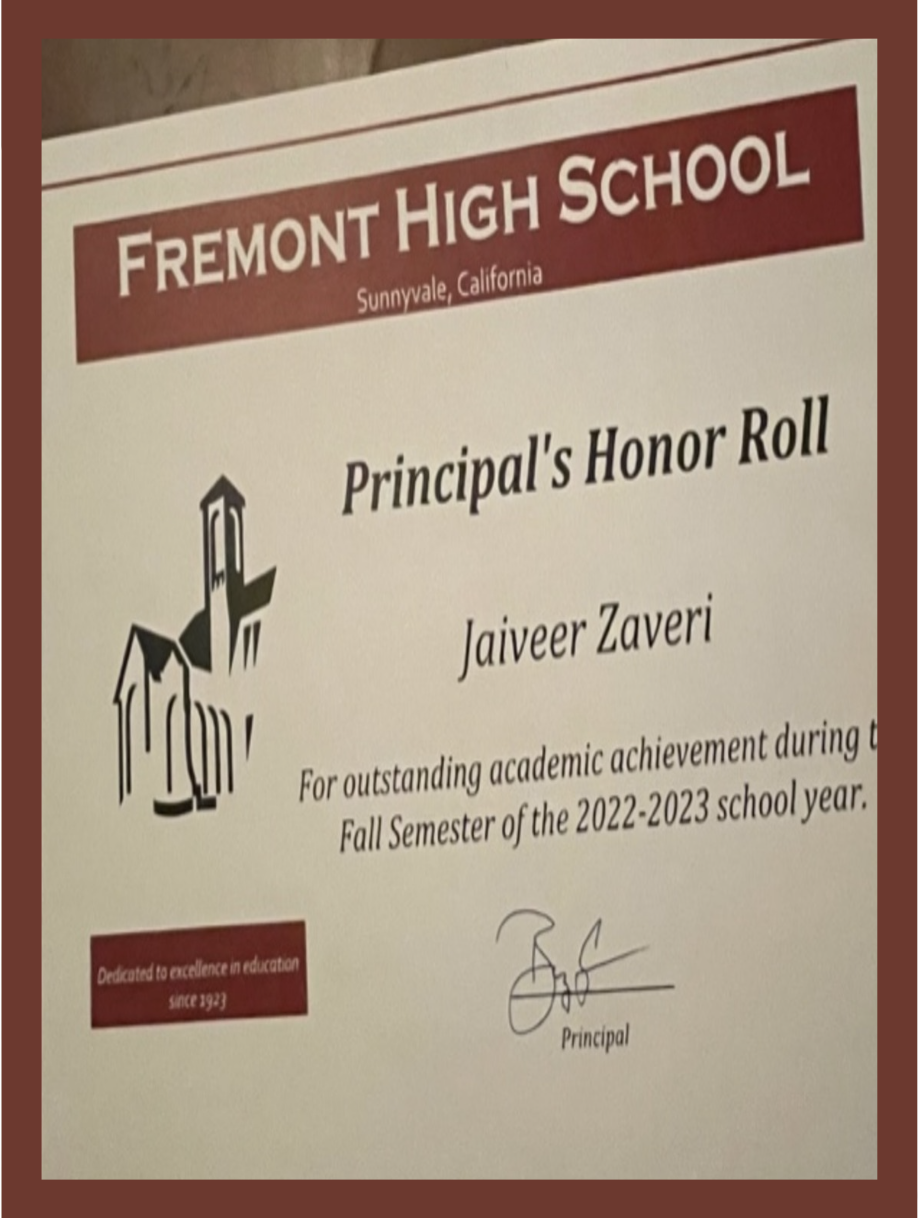 FREMONT HIGH SCHOOL
Sunnyvale, California
Principal's Honor Roll
Jaiveer Zaveri
For outstanding academic achievement during t
Fall Semester of the 2022-2023 school year.
Dedicated to excellence in education
since 1923
Principal